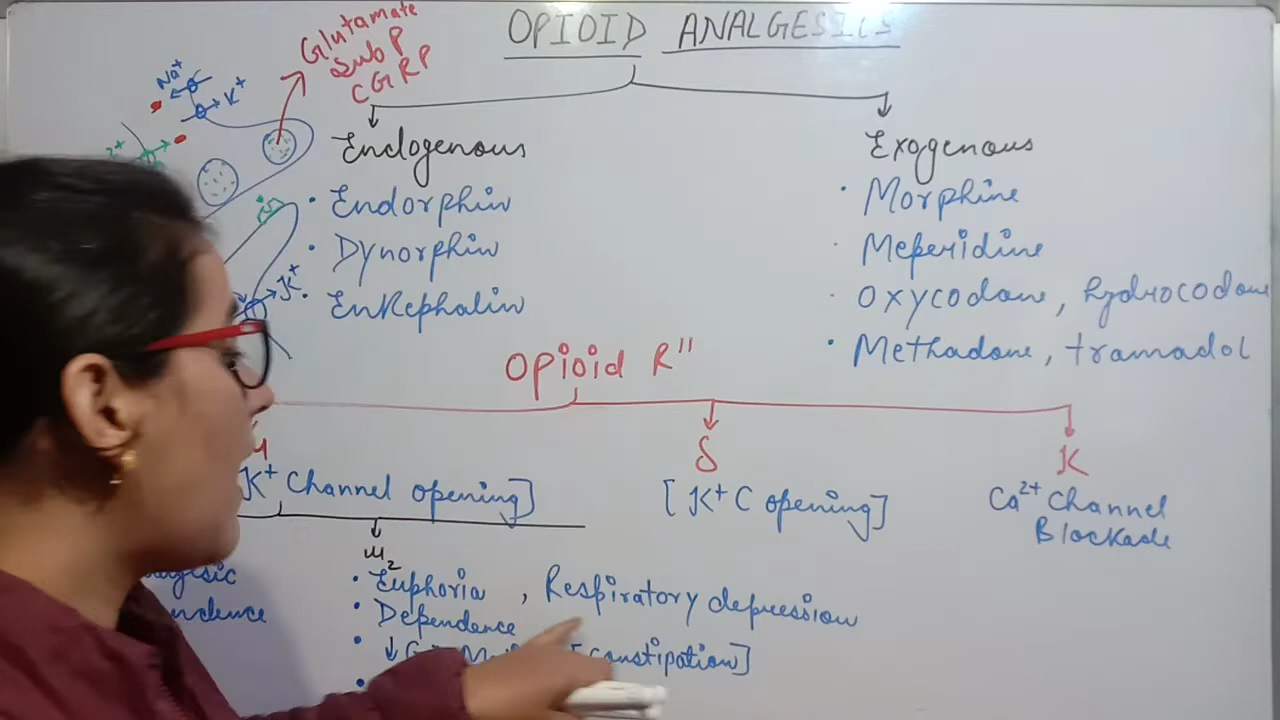 OPIOID ANALGESICS
Glutamate
Sub P
CGRP
Na+
K+
2+
Endogenous
• Endorphin
• Dynorphin
• Enkephalin
K+
Exogenous
• Morphine
• Meperidine
• Oxycodone, hydrocodone
• Methadone, tramadol
Opioid R"
K+ Channel opening]
δ
[K+ C opening]
K
Ca2+ Channel
Blockade
μ2
• Euphoria, Respiratory depression
• Dependence
constipation]